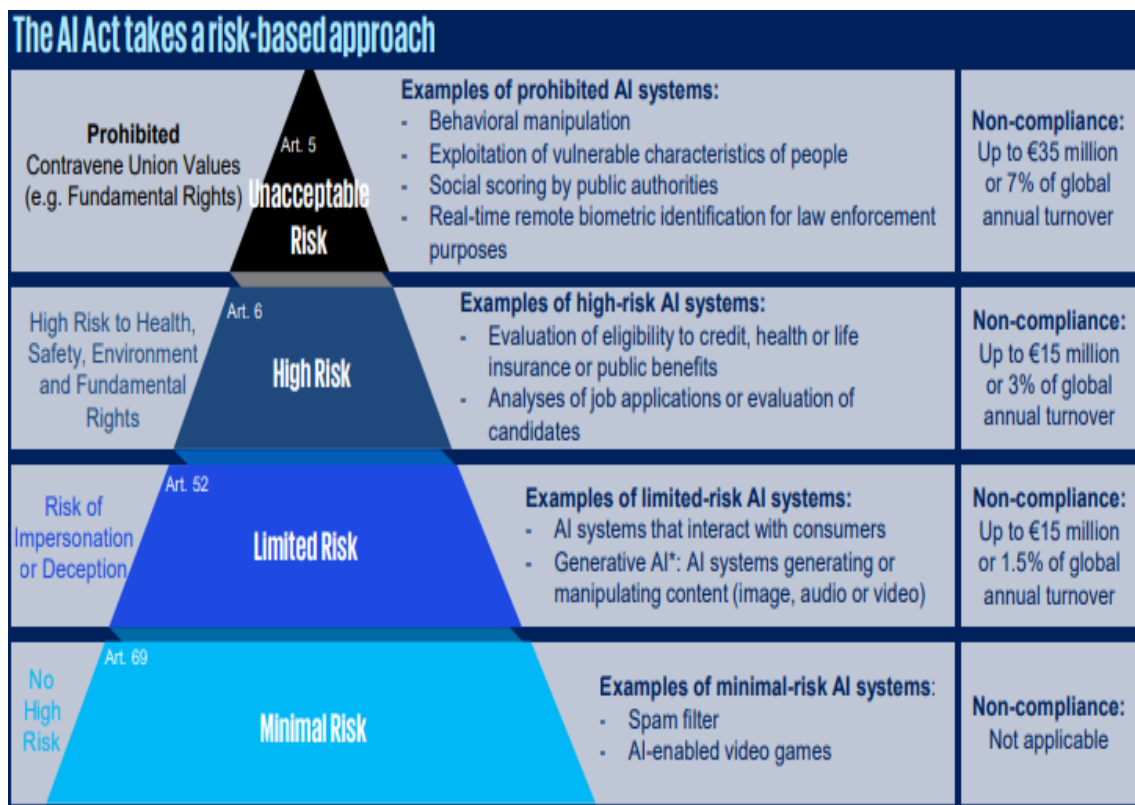 The AI Act takes a risk-based approach
Prohibited
Contravene Union Values
(e.g. Fundamental Rights)
Art. 5
Unacceptable
Risk
Examples of prohibited AI systems:
- Behavioral manipulation
- Exploitation of vulnerable characteristics of people
- Social scoring by public authorities
- Real-time remote biometric identification for law enforcement
purposes
Non-compliance:
Up to €35 million
or 7% of global
annual turnover
High Risk to Health,
Safety, Environment
and Fundamental
Rights
Art. 6
High Risk
Examples of high-risk AI systems:
- Evaluation of eligibility to credit, health or life
insurance or public benefits
- Analyses of job applications or evaluation of
candidates
Non-compliance:
Up to €15 million
or 3% of global
annual turnover
Risk of
Impersonation
or Deception
Art. 52
Limited Risk
Examples of limited-risk AI systems:
- AI systems that interact with consumers
- Generative AI*: AI systems generating or
manipulating content (image, audio or video)
Non-compliance:
Up to €15 million
or 1.5% of global
annual turnover
No
High
Risk
Art. 69
Minimal Risk
Examples of minimal-risk AI systems:
- Spam filter
- AI-enabled video games
Non-compliance:
Not applicable